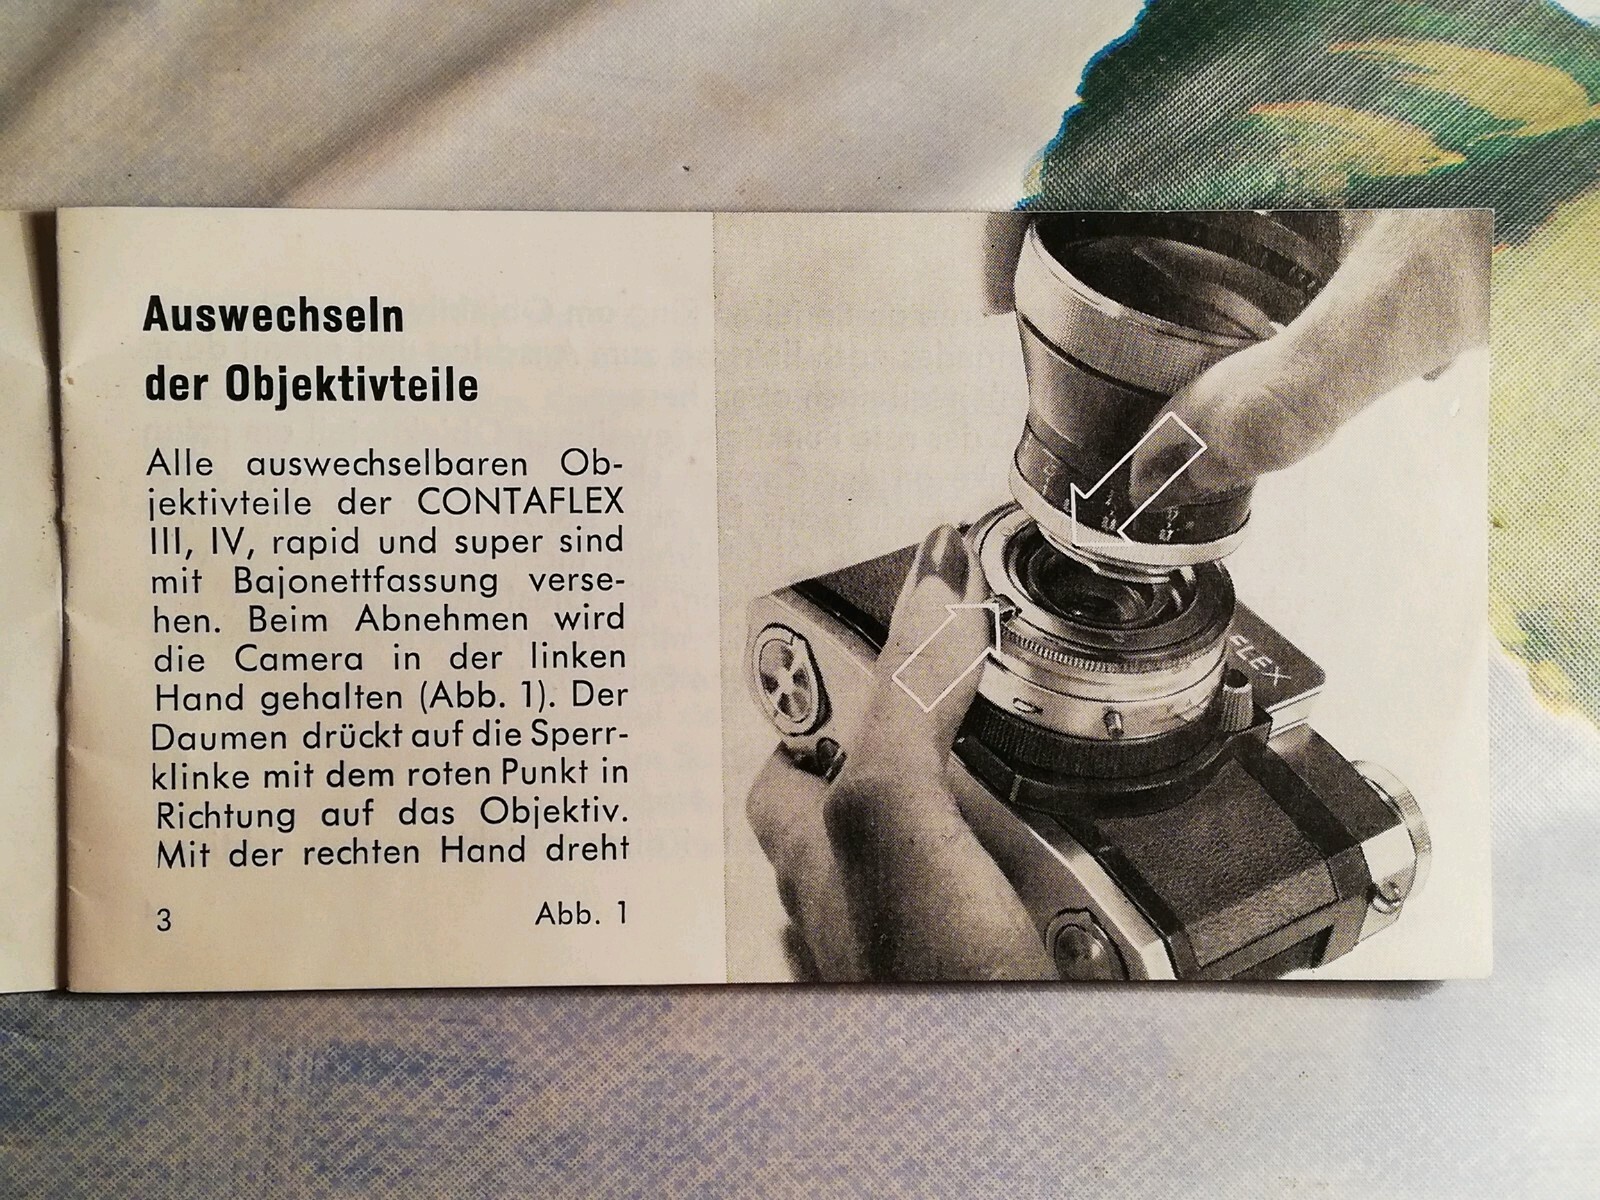 Auswechseln
der Objektivteile
Alle auswechselbaren Ob-
jektivteile der CONTAFLEX
III, IV, rapid und super sind
mit Bajonettfassung verse-
hen. Beim Abnehmen wird
die Camera in der linken
Hand gehalten (Abb. 1). Der
Daumen drückt auf die Sperr-
klinke mit dem roten Punkt in
Richtung auf das Objektiv.
Mit der rechten Hand dreht
3
Abb. 1
FLEX